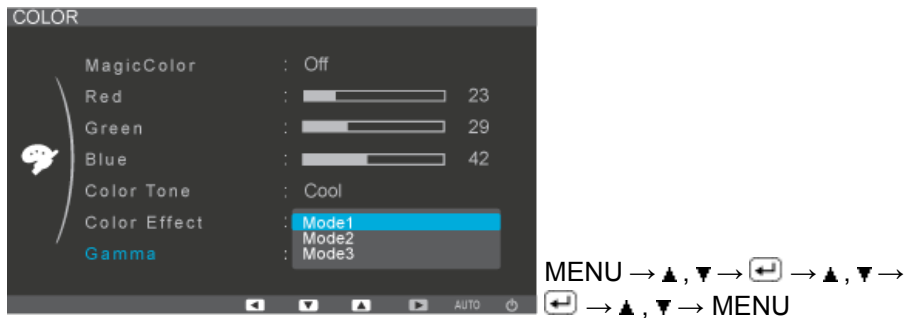 COLOR
MagicColor : Off
Red : 23
Green : 29
Blue : 42
Color Tone : Cool
Color Effect :
Mode1
Mode2
Gamma : Mode3
AUTO
MENU → ▲ , ▼ → ⏎ → ▲ , ▼ →
⏎ → ▲ , ▼ → MENU